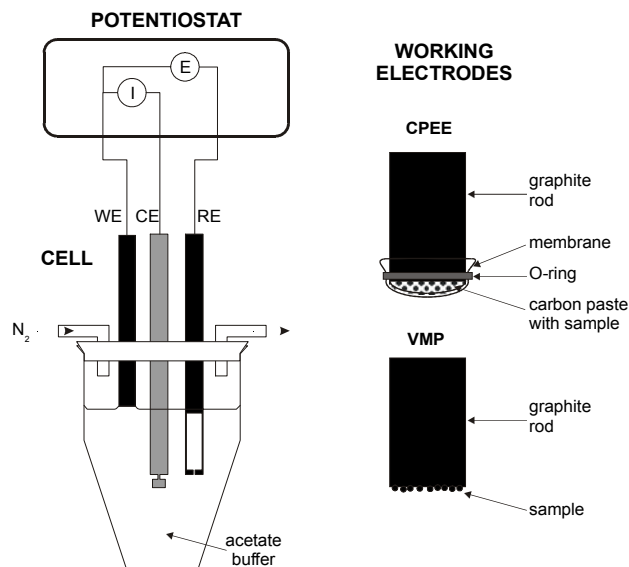 POTENTIOSTAT
E
I
WE CE RE
CELL
N2
acetate
buffer
WORKING
ELECTRODES
CPEE
graphite
rod
membrane
O-ring
carbon paste
with sample
VMP
graphite
rod
sample